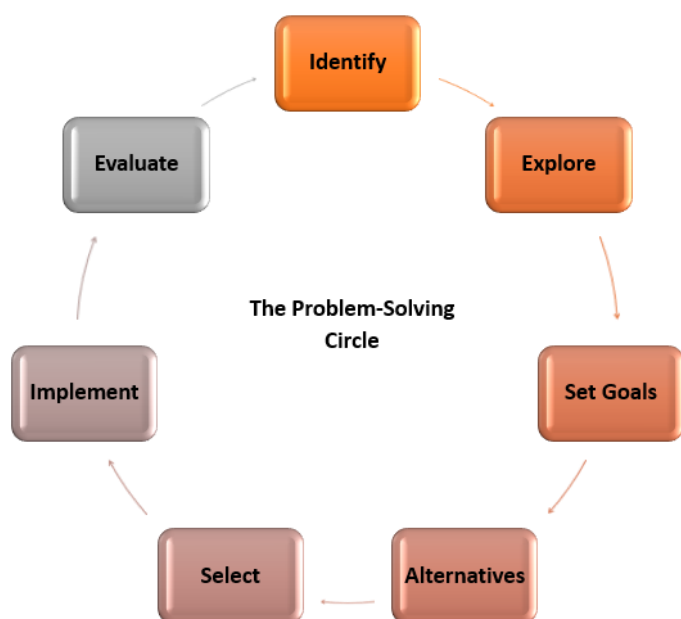 Identify
Explore
Set Goals
Alternatives
Select
Implement
Evaluate
The Problem-Solving
Circle